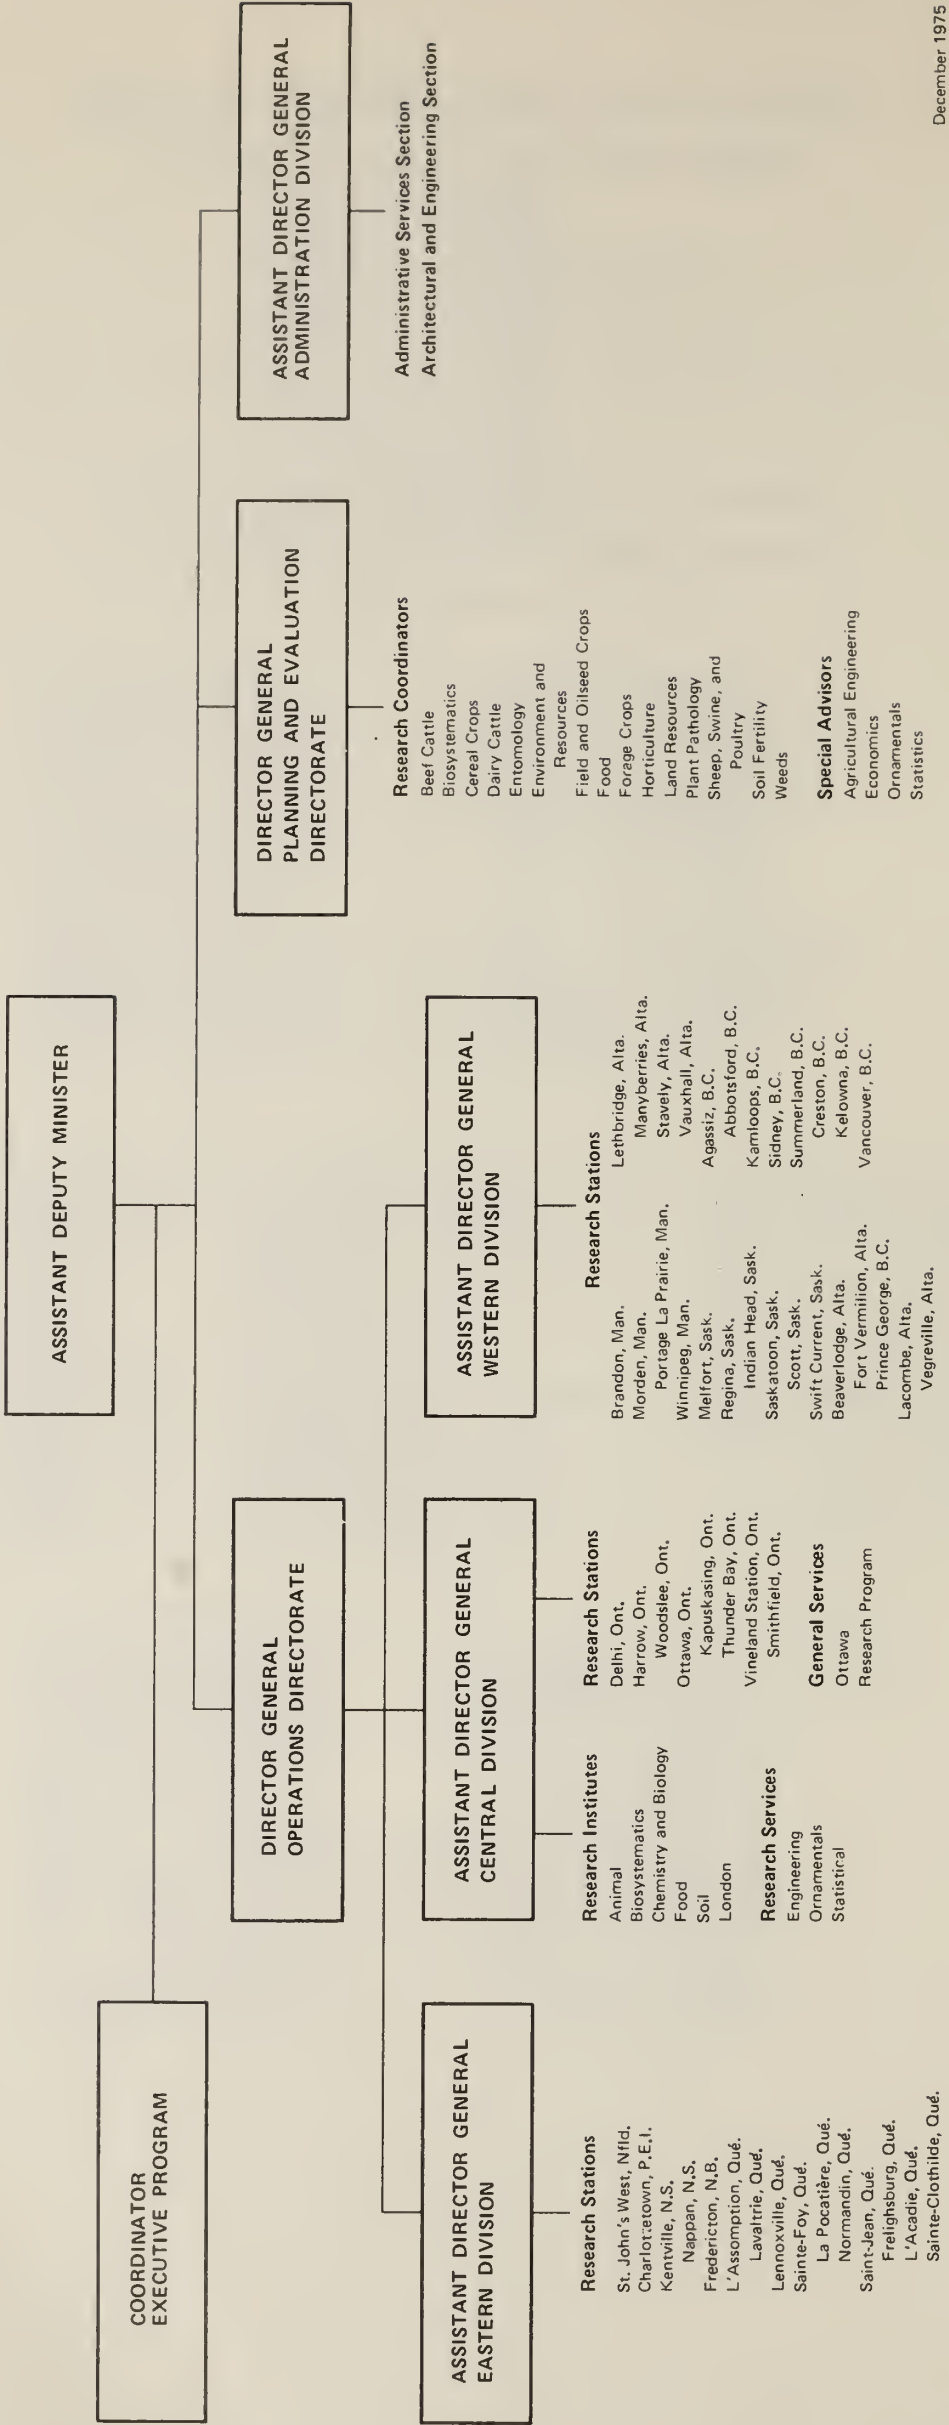 ASSISTANT DEPUTY MINISTER
COORDINATOR
EXECUTIVE PROGRAM
DIRECTOR GENERAL
OPERATIONS DIRECTORATE
DIRECTOR GENERAL
PLANNING AND EVALUATION
DIRECTORATE
ASSISTANT DIRECTOR GENERAL
ADMINISTRATION DIVISION
ASSISTANT DIRECTOR GENERAL
EASTERN DIVISION
Research Stations
St. John's West, Nfld.
Charlottetown, P.E.I.
Kentville, N.S.
Nappan, N.S.
Fredericton, N.B.
L'Assomption, Qué.
Lavaltrie, Qué.
Lennoxville, Qué.
Sainte-Foy, Qué.
La Pocatière, Qué.
Normandin, Qué.
Saint-Jean, Qué.
Frelighsburg, Qué.
L'Acadie, Qué.
Sainte-Clothilde, Qué.
ASSISTANT DIRECTOR GENERAL
CENTRAL DIVISION
Research Institutes
Animal
Biosystematics
Chemistry and Biology
Food
Soil
London
Research Services
Engineering
Ornamentals
Statistical
Research Stations
Delhi, Ont.
Harrow, Ont.
Woodslee, Ont.
Ottawa, Ont.
Kapuskasing, Ont.
Thunder Bay, Ont.
Vineland Station, Ont.
Smithfield, Ont.
General Services
Ottawa
Research Program
ASSISTANT DIRECTOR GENERAL
WESTERN DIVISION
Research Stations
Brandon, Man.
Morden, Man.
Portage La Prairie, Man.
Winnipeg, Man.
Melfort, Sask.
Regina, Sask.
Indian Head, Sask.
Saskatoon, Sask.
Scott, Sask.
Swift Current, Sask.
Beaverlodge, Alta.
Fort Vermilion, Alta.
Prince George, B.C.
Lacombe, Alta.
Vegreville, Alta.
Lethbridge, Alta.
Manyberries, Alta.
Stavely, Alta.
Vauxhall, Alta.
Agassiz, B.C.
Abbotsford, B.C.
Kamloops, B.C.
Sidney, B.C.
Summerland, B.C.
Creston, B.C.
Kelowna, B.C.
Vancouver, B.C.
Research Coordinators
Beef Cattle
Biosystematics
Cereal Crops
Dairy Cattle
Entomology
Environment and
Resources
Field and Oilseed Crops
Food
Forage Crops
Horticulture
Land Resources
Plant Pathology
Sheep, Swine, and
Poultry
Soil Fertility
Weeds
Special Advisors
Agricultural Engineering
Economics
Ornamentals
Statistics
Administrative Services Section
Architectural and Engineering Section
December 1975